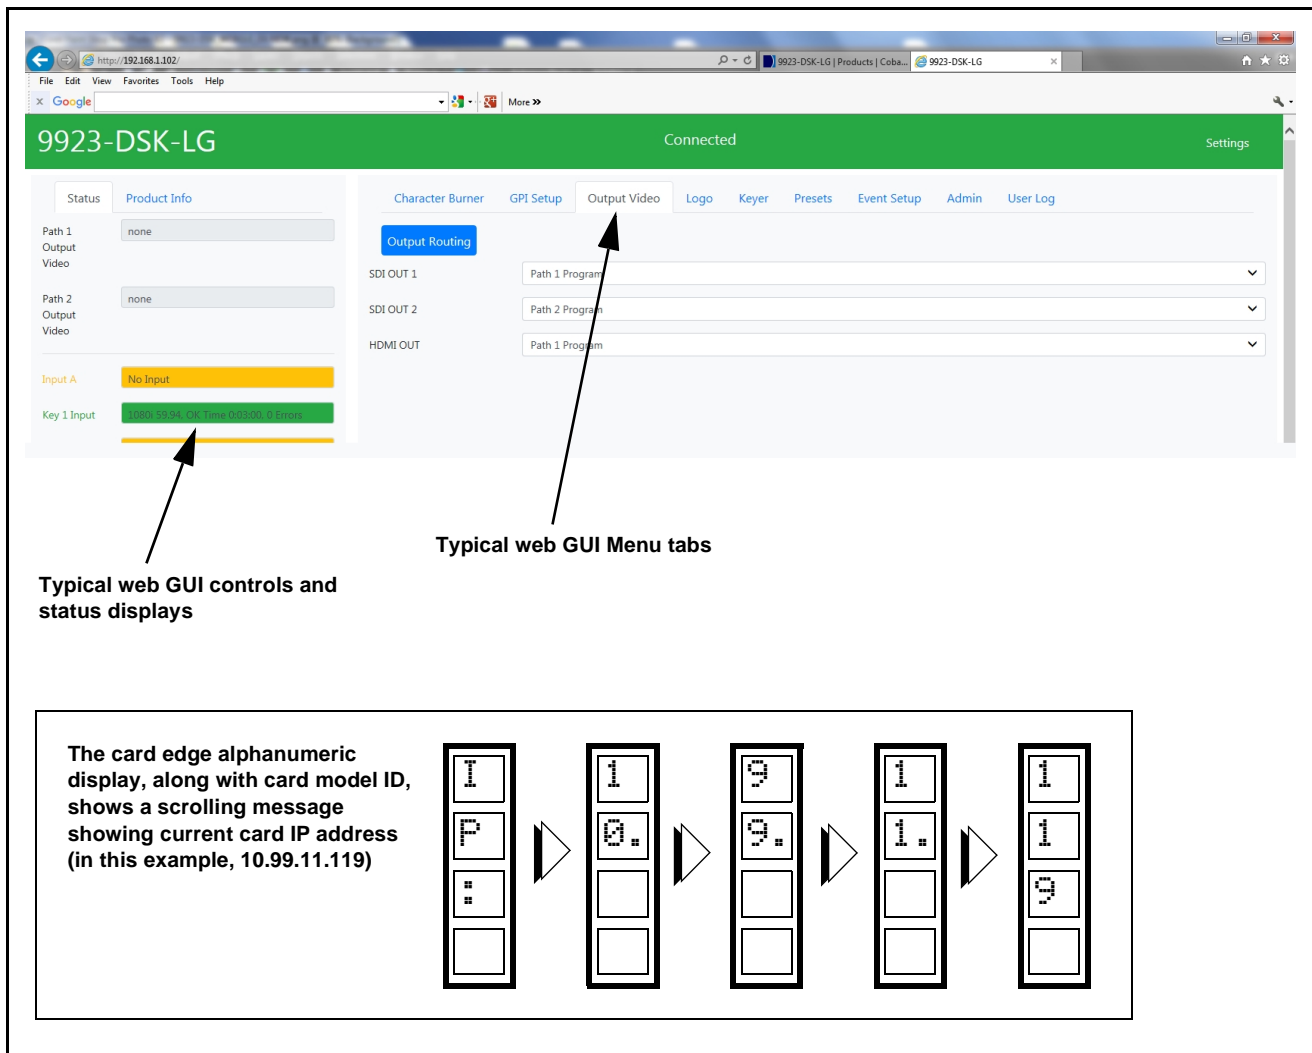 http://192.168.1.102/
9923-DSK-LG | Products | Coba...
9923-DSK-LG
File Edit View Favorites Tools Help
Google
More »
9923-DSK-LG
Connected
Settings
Status Product Info
Character Burner GPI Setup Output Video Logo Keyer Presets Event Setup Admin User Log
Path 1 Output Video
none
Path 2 Output Video
none
Input A
No Input
Key 1 Input
1080i 59.94, OK Time 0:03:00, 0 Errors
Output Routing
SDI OUT 1
Path 1 Program
SDI OUT 2
Path 2 Program
HDMI OUT
Path 1 Program
Typical web GUI Menu tabs
Typical web GUI controls and
status displays
The card edge alphanumeric
display, along with card model ID,
shows a scrolling message
showing current card IP address
(in this example, 10.99.11.119)
I
P
:
1
0.
9
9.
1
1.
1
1
9